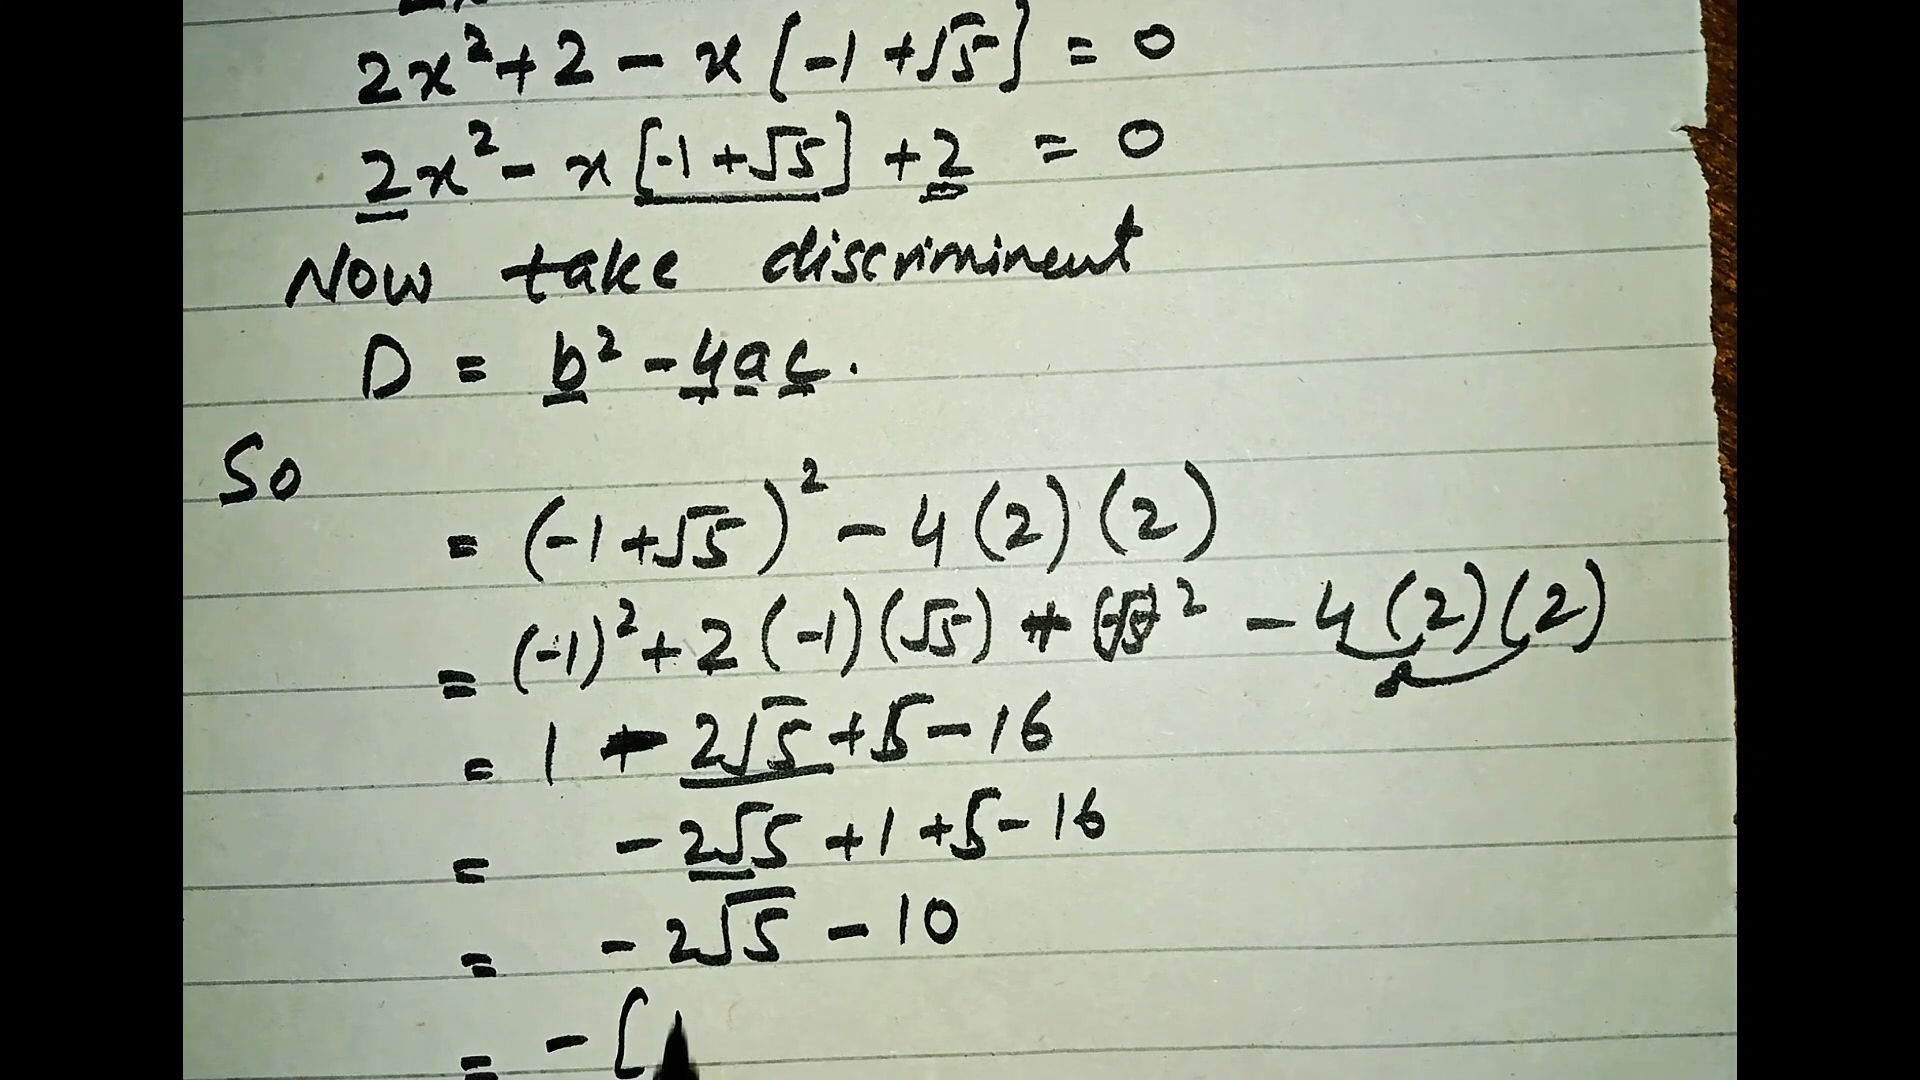 2x²+2 - x[-1+√5] = 0
2x² - x[-1+√5] + 2 = 0
Now take discriminent
D = b² - 4ac.
So
= (-1+√5)² - 4(2)(2)
= (-1)² + 2(-1)(√5) + (√5)² - 4(2)(2)
= 1 - 2√5 + 5 - 16
= - 2√5 + 1 + 5 - 16
= - 2√5 - 10
= - [